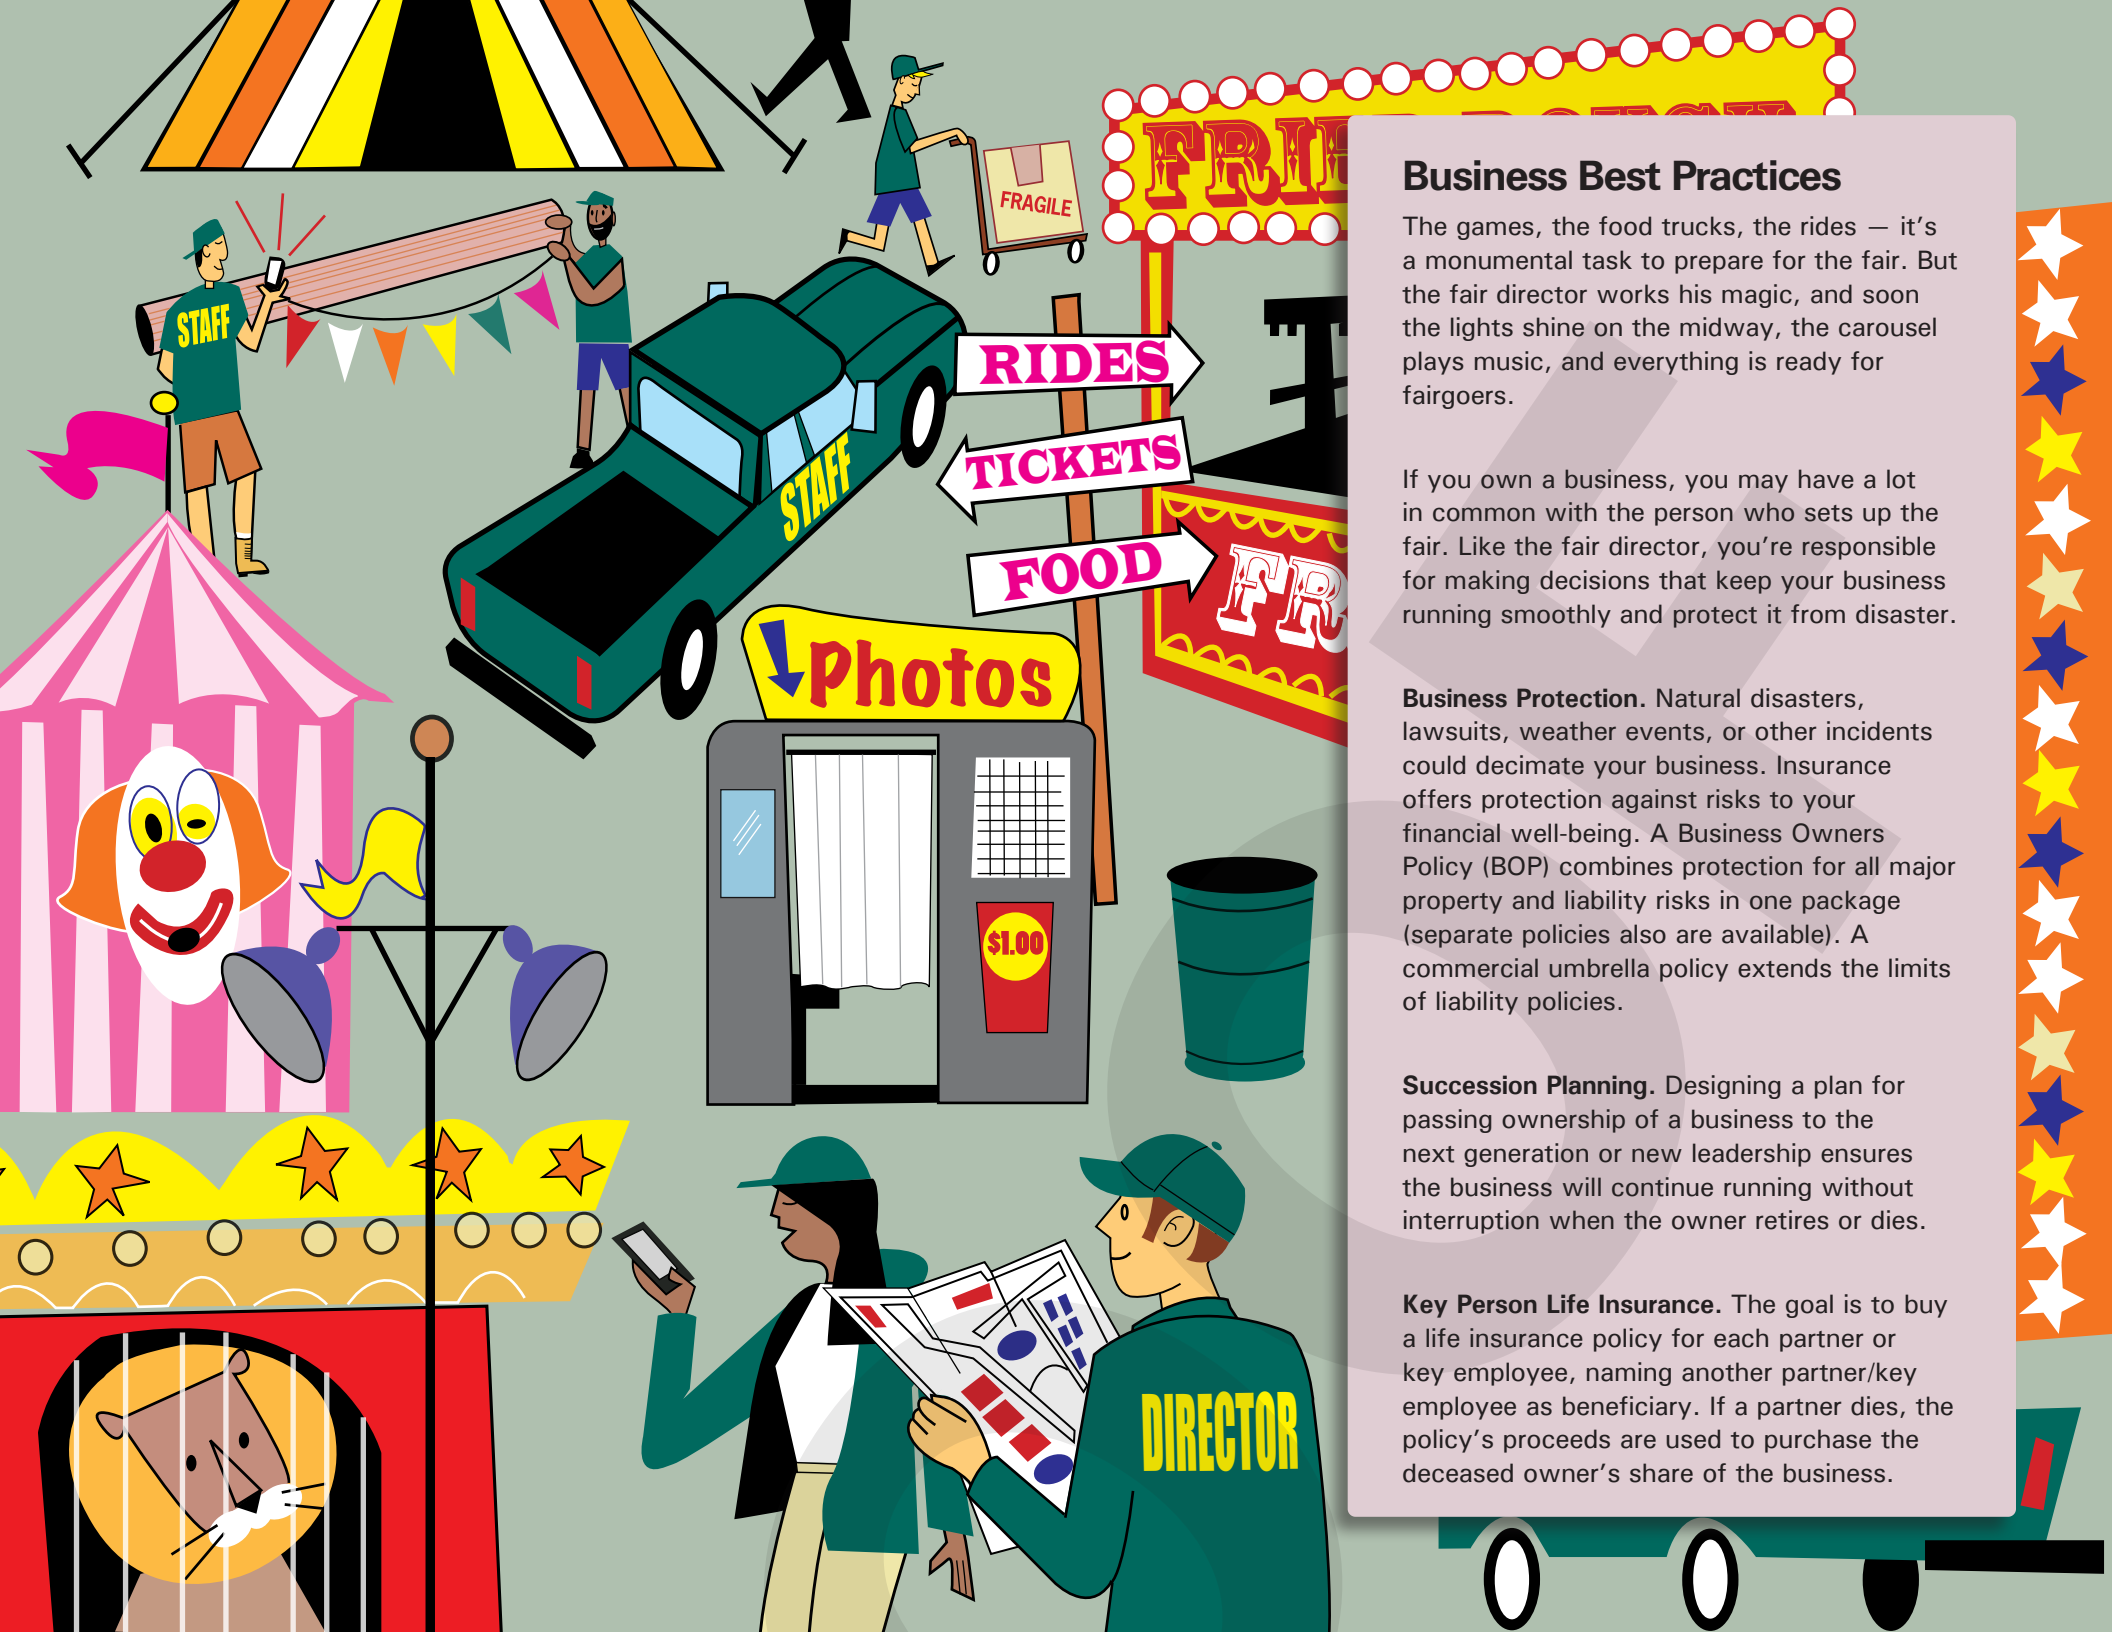 FRAGILE
STAFF
RIDES
TICKETS
STAFF
FOOD
Photos
$1.00
DIRECTOR
Business Best Practices
The games, the food trucks, the rides — it’s
a monumental task to prepare for the fair. But
the fair director works his magic, and soon
the lights shine on the midway, the carousel
plays music, and everything is ready for
fairgoers.
If you own a business, you may have a lot
in common with the person who sets up the
fair. Like the fair director, you’re responsible
for making decisions that keep your business
running smoothly and protect it from disaster.
Business Protection. Natural disasters,
lawsuits, weather events, or other incidents
could decimate your business. Insurance
offers protection against risks to your
financial well-being. A Business Owners
Policy (BOP) combines protection for all major
property and liability risks in one package
(separate policies also are available). A
commercial umbrella policy extends the limits
of liability policies.
Succession Planning. Designing a plan for
passing ownership of a business to the
next generation or new leadership ensures
the business will continue running without
interruption when the owner retires or dies.
Key Person Life Insurance. The goal is to buy
a life insurance policy for each partner or
key employee, naming another partner/key
employee as beneficiary. If a partner dies, the
policy’s proceeds are used to purchase the
deceased owner’s share of the business.